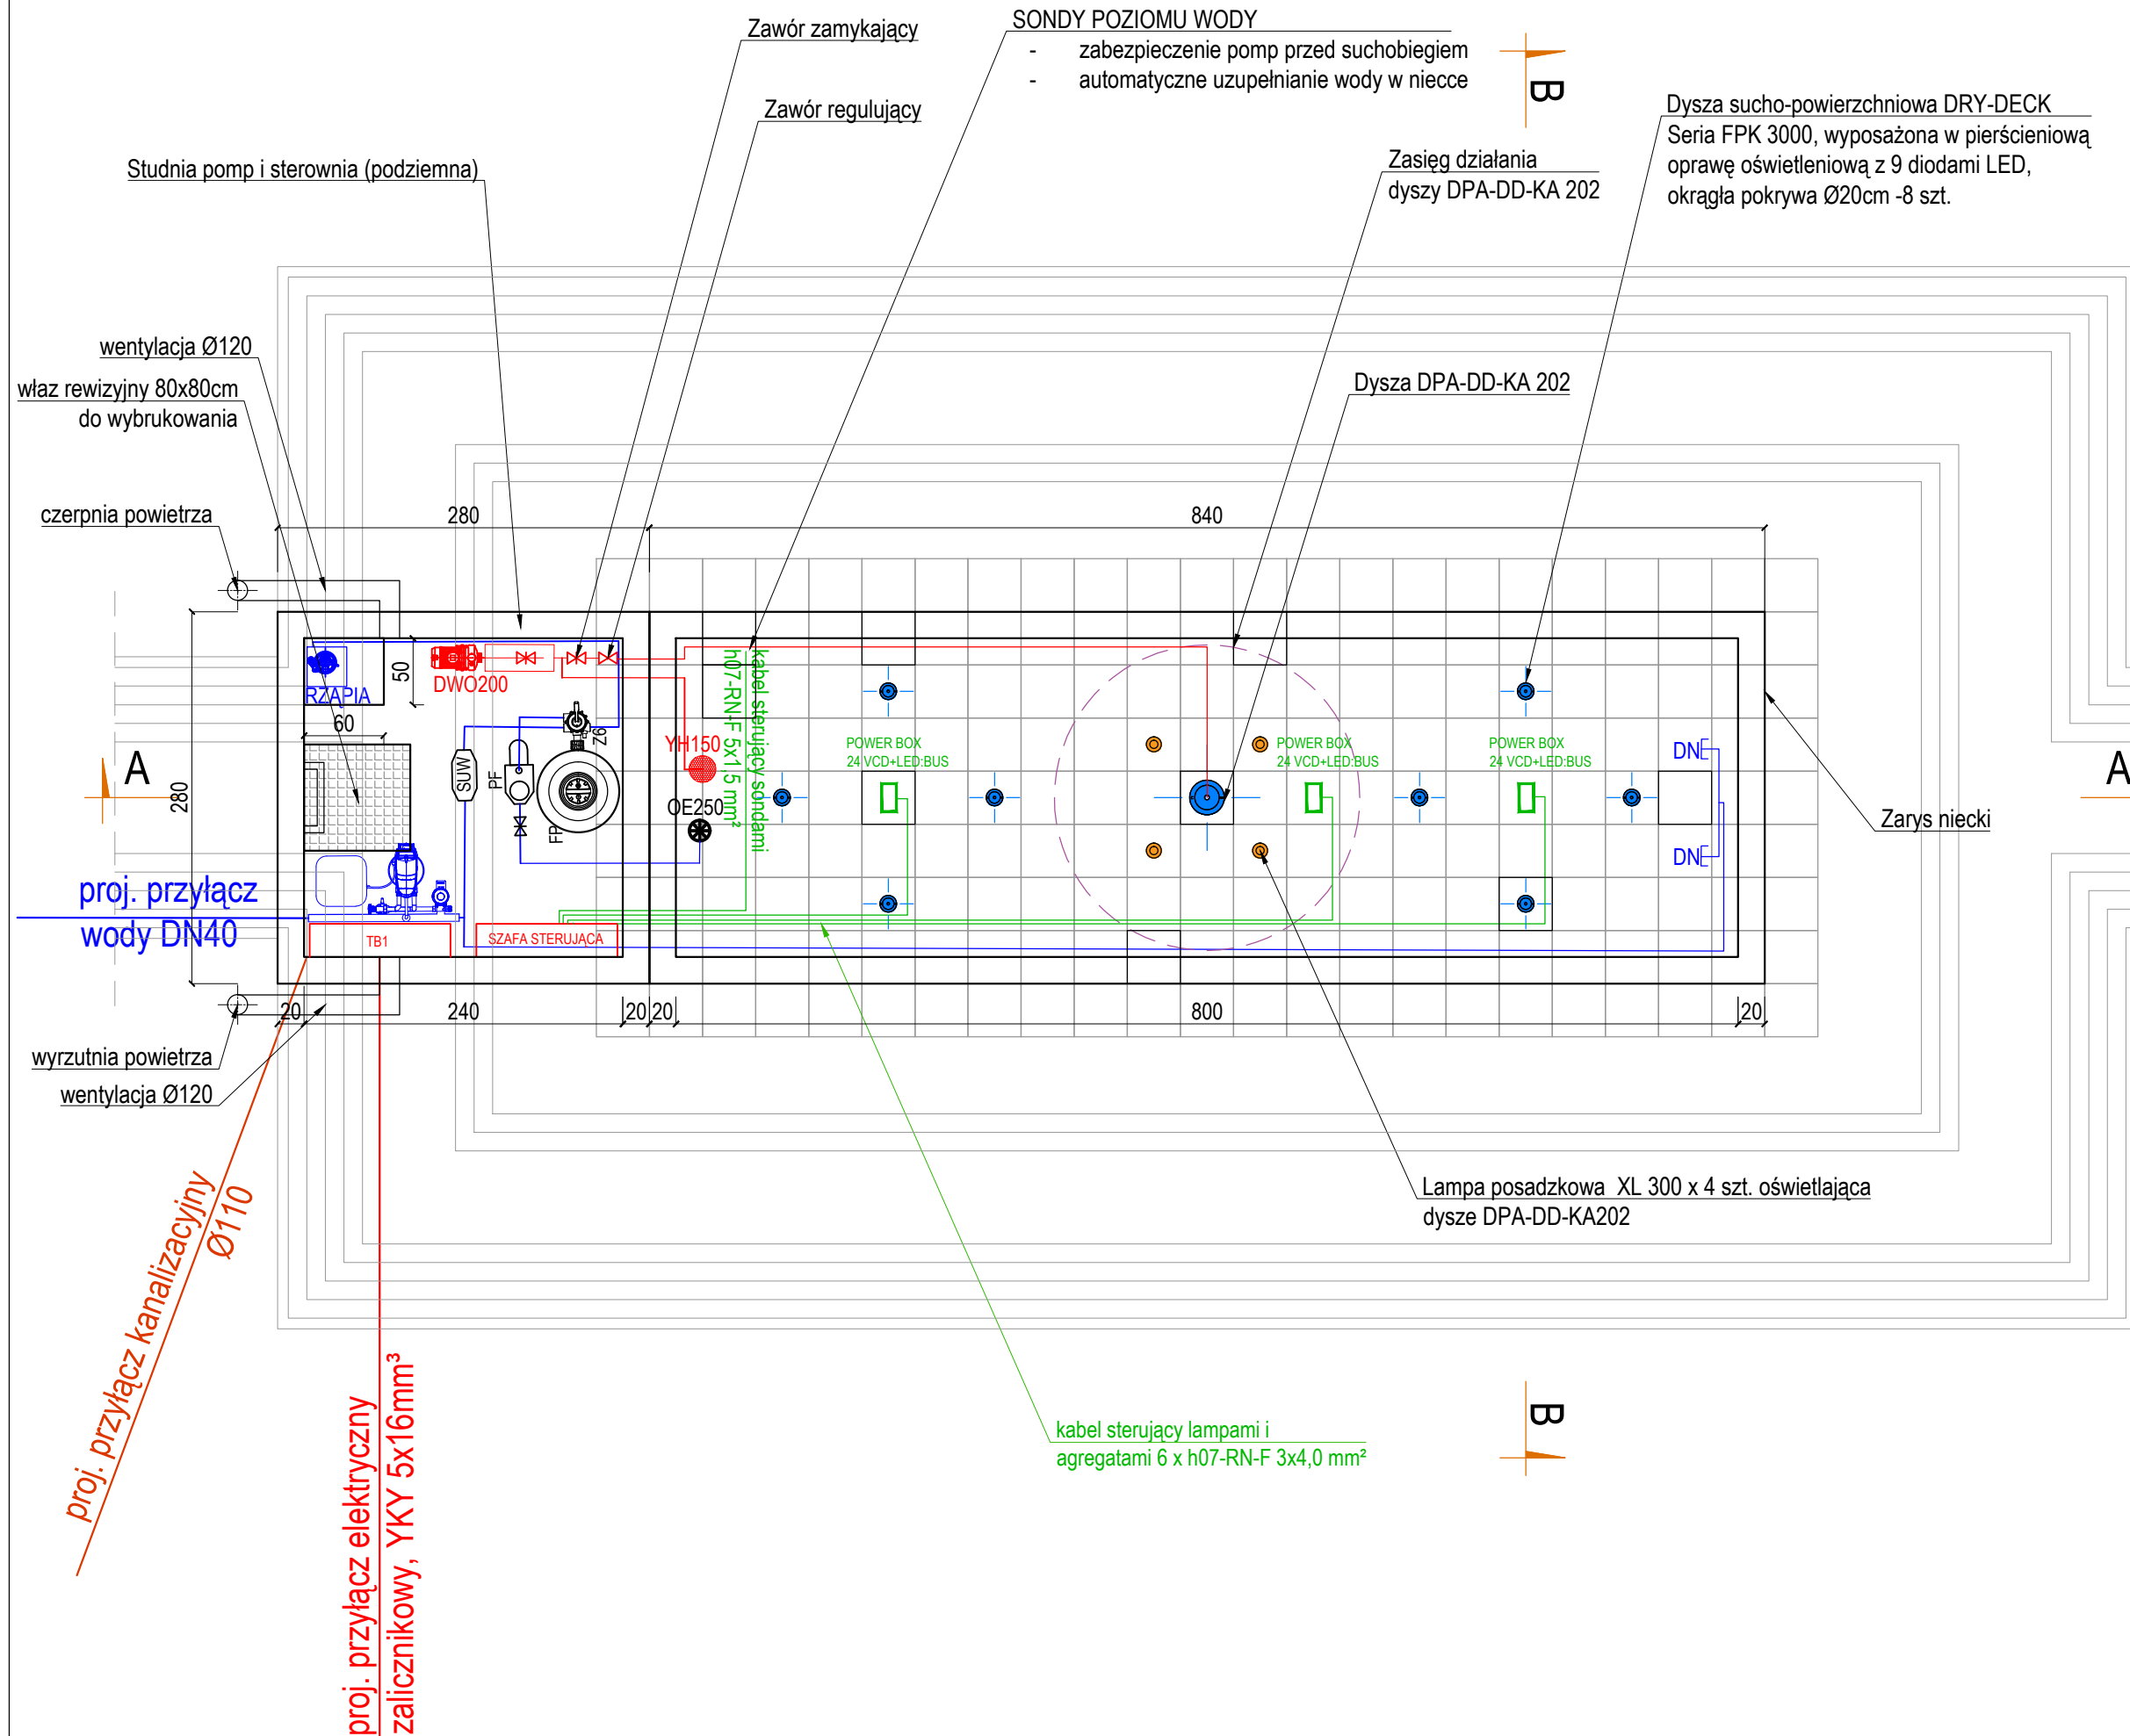 Zawór zamykający
SONDY POZIOMU WODY
- zabezpieczenie pomp przed suchobiegiem
- automatyczne uzupełnianie wody w niecce
B
Zawór regulujący
Dysza sucho-powierzchniowa DRY-DECK
Seria FPK 3000, wyposażona w pierścieniową
oprawę oświetleniową z 9 diodami LED,
okrągła pokrywa Ø20cm -8 szt.
Studnia pomp i sterownia (podziemna)
Zasięg działania
dyszy DPA-DD-KA 202
wentylacja Ø120
właz rewizyjny 80x80cm
do wybrukowania
Dysza DPA-DD-KA 202
czerpnia powietrza
280
840
RZĄPIA
50
DWO200
60
kabel sterujący sondami
h07-RN-F 5x1,5 mm²
A
280
SUW
PF
Z6
FP
YH150
OE250
POWER BOX
24 VCD+LED:BUS
POWER BOX
24 VCD+LED:BUS
POWER BOX
24 VCD+LED:BUS
DN
DN
A
Zarys niecki
proj. przyłącz
wody DN40
TB1
SZAFA STERUJĄCA
20
240
20
20
800
20
wyrzutnia powietrza
wentylacja Ø120
Lampa posadzkowa XL 300 x 4 szt. oświetlająca
dysze DPA-DD-KA202
proj. przyłącz kanalizacyjny
Ø110
proj. przyłącz elektryczny
zalicznikowy, YKY 5x16mm³
kabel sterujący lampami i
agregatami 6 x h07-RN-F 3x4,0 mm²
B